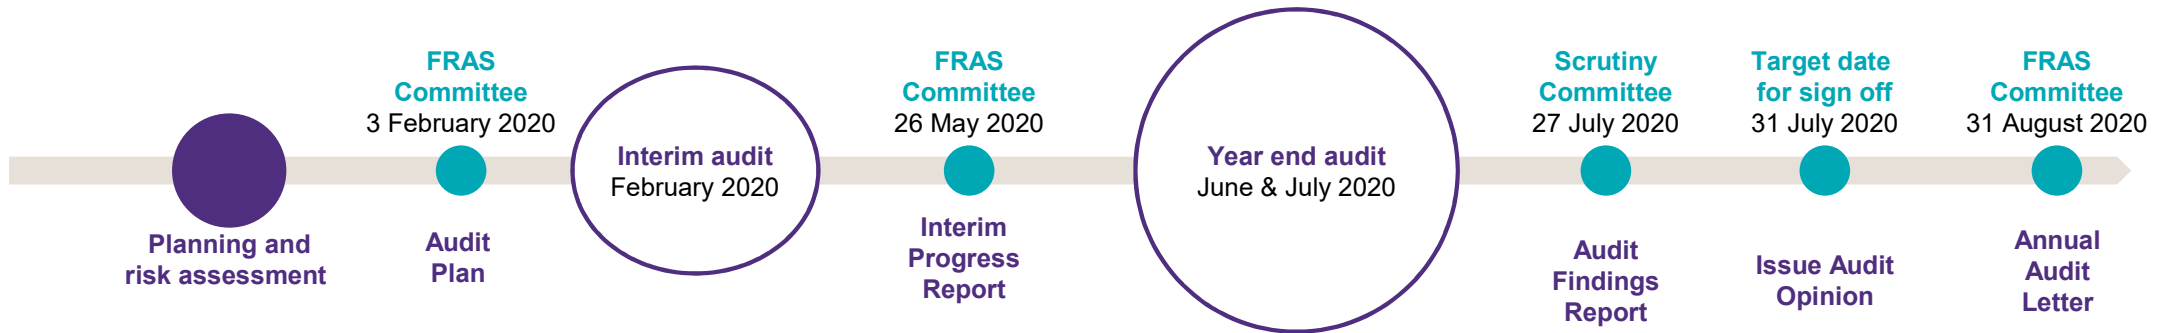 Planning and
risk assessment
FRAS
Committee
3 February 2020
Audit
Plan
Interim audit
February 2020
FRAS
Committee
26 May 2020
Interim
Progress
Report
Year end audit
June & July 2020
Scrutiny
Committee
27 July 2020
Audit
Findings
Report
Target date
for sign off
31 July 2020
Issue Audit
Opinion
FRAS
Committee
31 August 2020
Annual
Audit
Letter